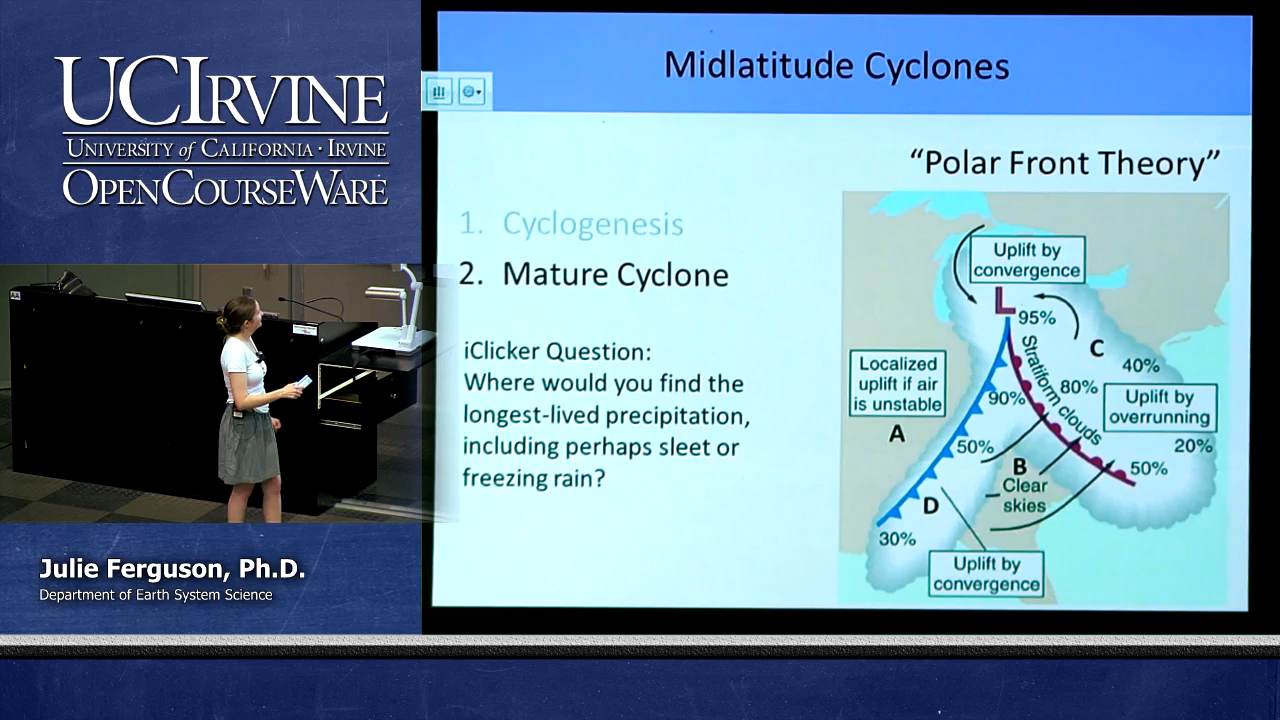 UCIRVINE
UNIVERSITY of CALIFORNIA · IRVINE
OPENCOURSEWARE
Julie Ferguson, Ph.D.
Department of Earth System Science
Midlatitude Cyclones
“Polar Front Theory”
1. Cyclogenesis
2. Mature Cyclone
iClicker Question:
Where would you find the
longest-lived precipitation,
including perhaps sleet or
freezing rain?
Uplift by
convergence
L
95%
C
Stratiform clouds
40%
Localized
uplift if air
is unstable
80%
90%
Uplift by
overrunning
A
50%
20%
B
50%
Clear
skies
D
30%
Uplift by
convergence